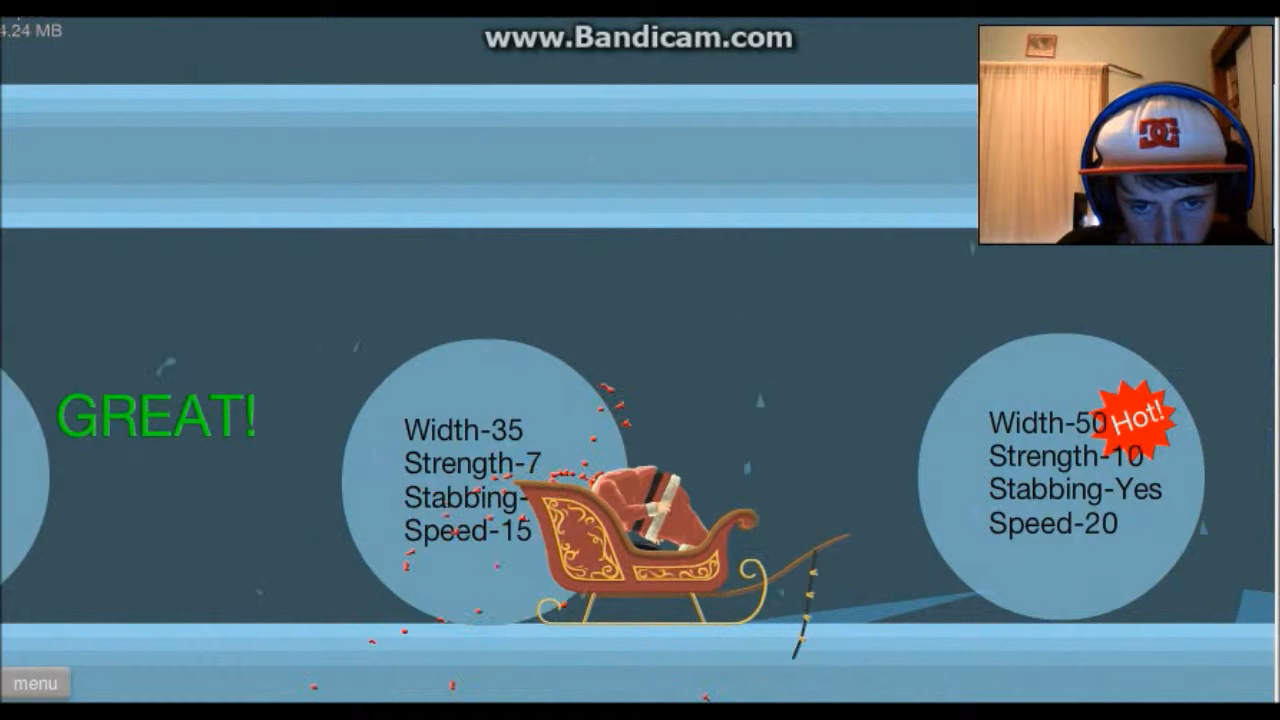 4.24 MB
www.Bandicam.com
GREAT!
Width-35
Strength-7
Stabbing-
Speed-15
Width-50
Strength-10
Stabbing-Yes
Speed-20
Hot!
menu